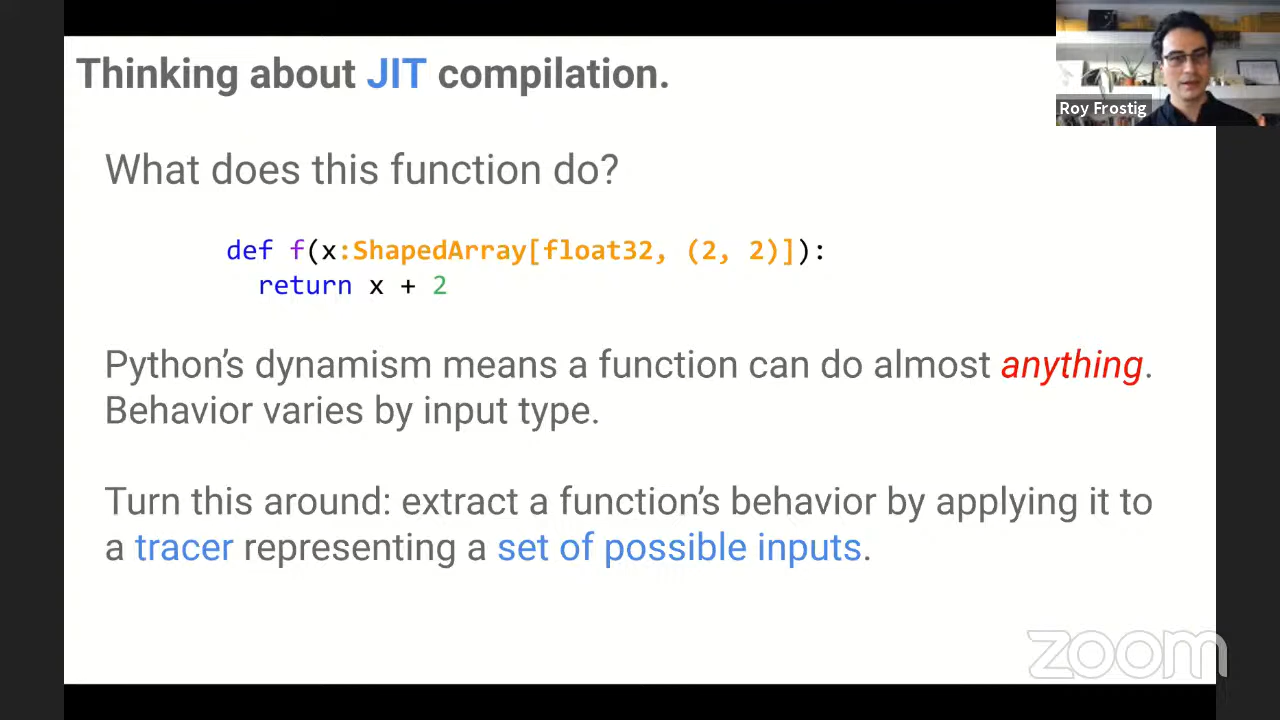 Thinking about JIT compilation.
Roy Frostig
What does this function do?
def f(x:ShapedArray[float32, (2, 2)]):
  return x + 2
Python’s dynamism means a function can do almost anything.
Behavior varies by input type.
Turn this around: extract a function’s behavior by applying it to
a tracer representing a set of possible inputs.
zoom